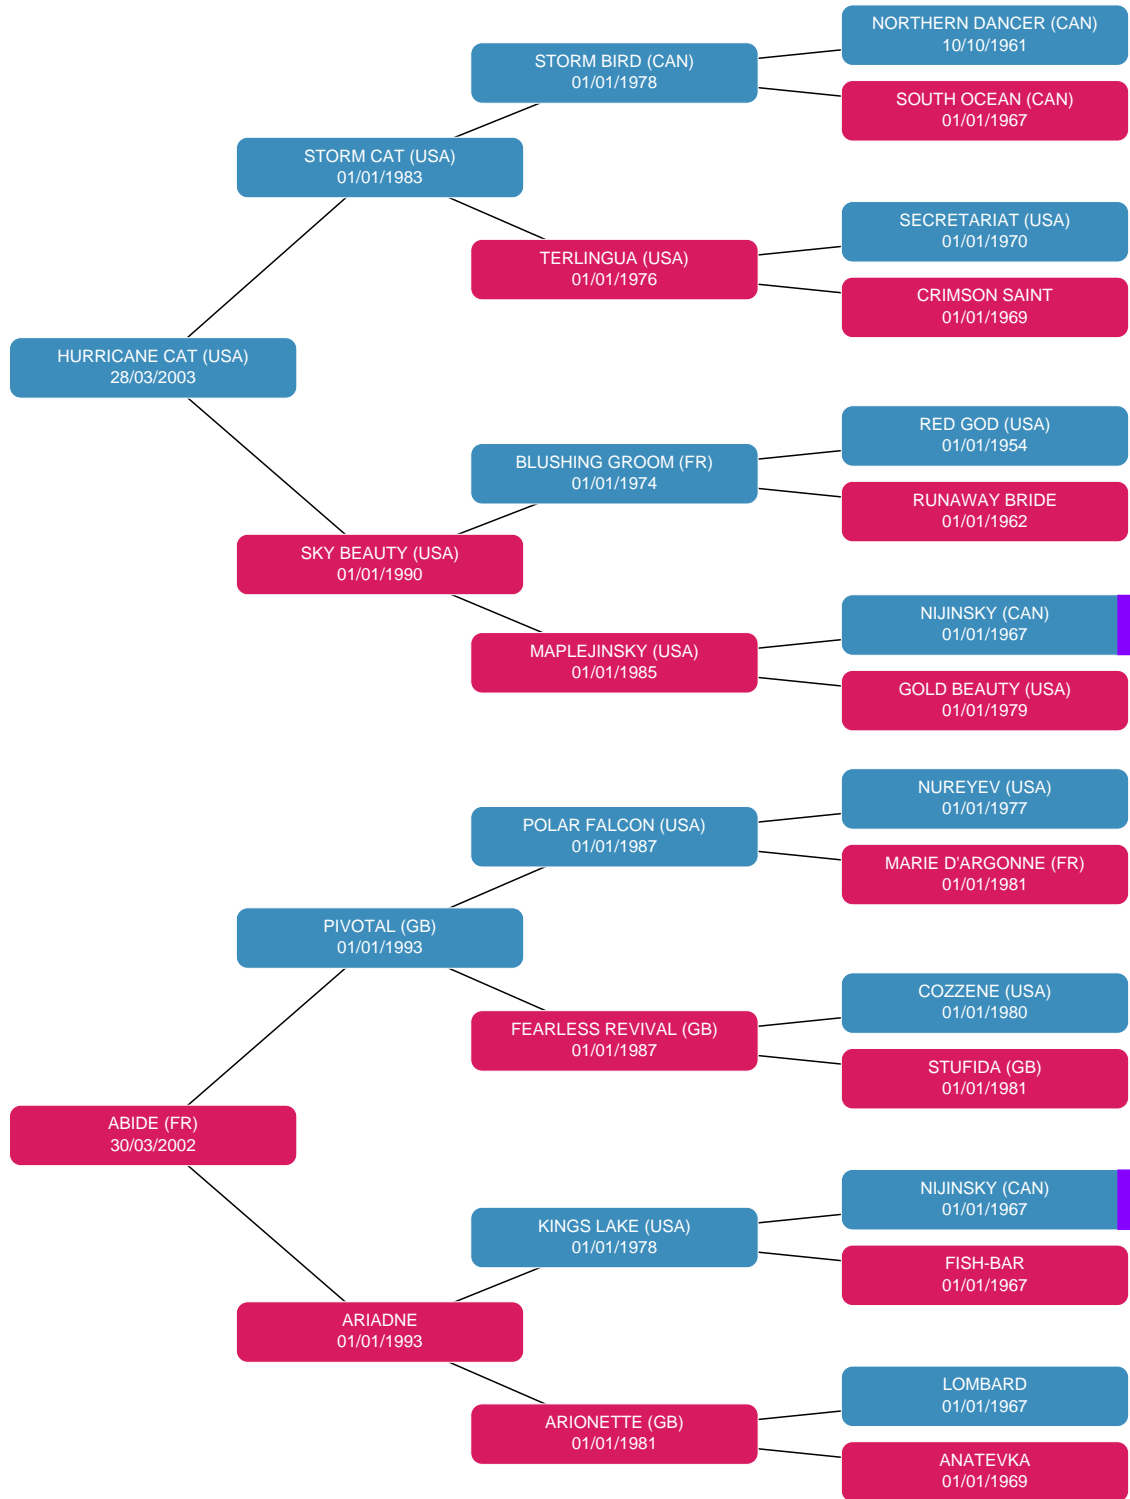 NORTHERN DANCER (CAN)
10/10/1961
STORM BIRD (CAN)
01/01/1978
SOUTH OCEAN (CAN)
01/01/1967
STORM CAT (USA)
01/01/1983
SECRETARIAT (USA)
01/01/1970
TERLINGUA (USA)
01/01/1976
CRIMSON SAINT
01/01/1969
HURRICANE CAT (USA)
28/03/2003
RED GOD (USA)
01/01/1954
BLUSHING GROOM (FR)
01/01/1974
RUNAWAY BRIDE
01/01/1962
SKY BEAUTY (USA)
01/01/1990
NIJINSKY (CAN)
01/01/1967
MAPLEJINSKY (USA)
01/01/1985
GOLD BEAUTY (USA)
01/01/1979
NUREYEV (USA)
01/01/1977
POLAR FALCON (USA)
01/01/1987
MARIE D'ARGONNE (FR)
01/01/1981
PIVOTAL (GB)
01/01/1993
COZZENE (USA)
01/01/1980
FEARLESS REVIVAL (GB)
01/01/1987
STUFIDA (GB)
01/01/1981
ABIDE (FR)
30/03/2002
NIJINSKY (CAN)
01/01/1967
KINGS LAKE (USA)
01/01/1978
FISH-BAR
01/01/1967
ARIADNE
01/01/1993
LOMBARD
01/01/1967
ARIONETTE (GB)
01/01/1981
ANATEVKA
01/01/1969